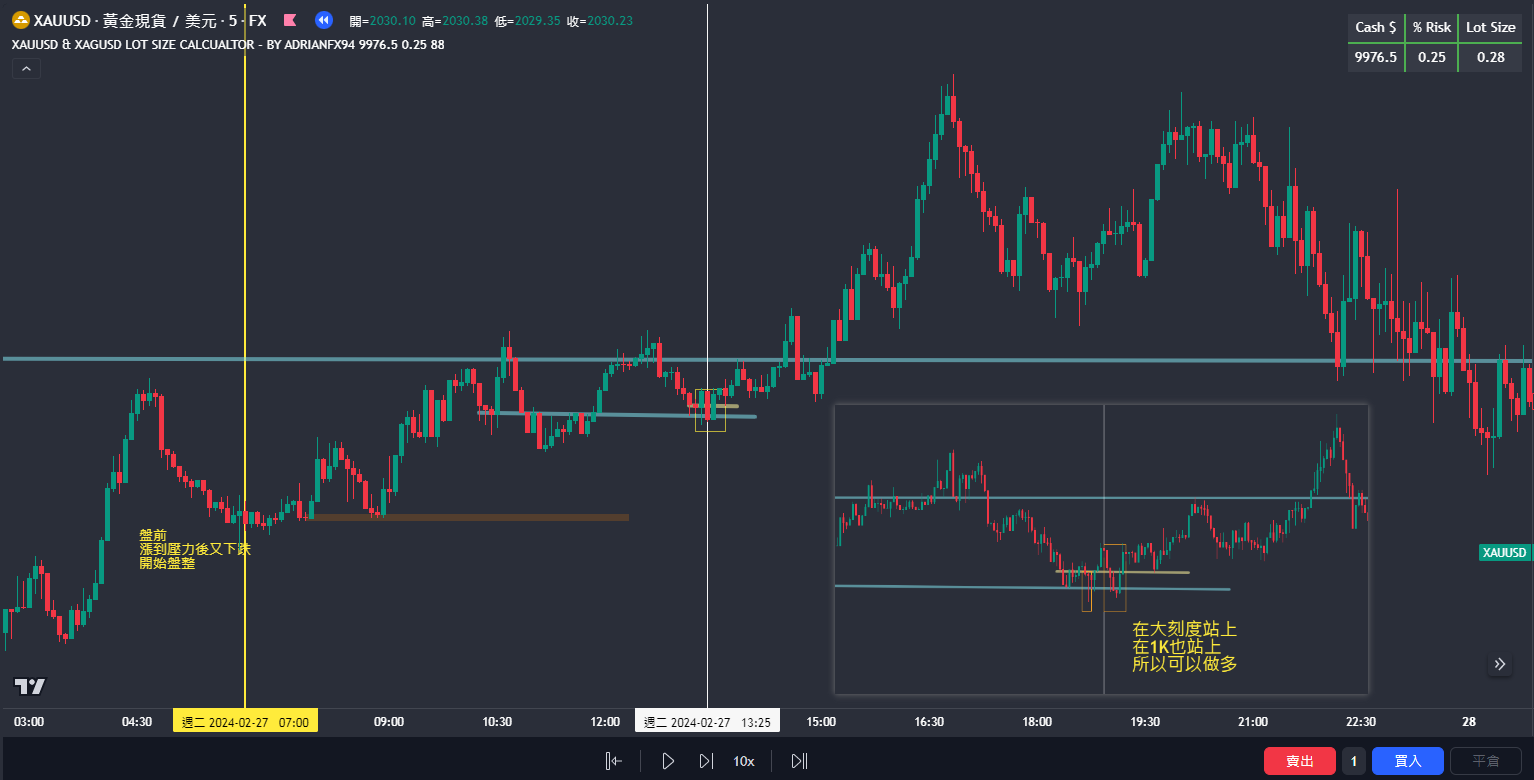 XAUUSD · 黃金現貨 / 美元 · 5 · FX 開=2030.10 高=2030.38 低=2029.35 收=2030.23
XAUUSD & XAGUSD LOT SIZE CALCUALTOR - BY ADRIANFX94 9976.5 0.25 88
Cash $ % Risk Lot Size
9976.5 0.25 0.28
盤前
漲到壓力後又下跌
開始盤整
XAUUSD
在大刻度站上
在1K也站上
所以可以做多
03:00 04:30 週二 2024-02-27 07:00 09:00 10:30 12:00 週二 2024-02-27 13:25 15:00 16:30 18:00 19:30 21:00 22:30 28
10x 賣出 1 買入 平倉